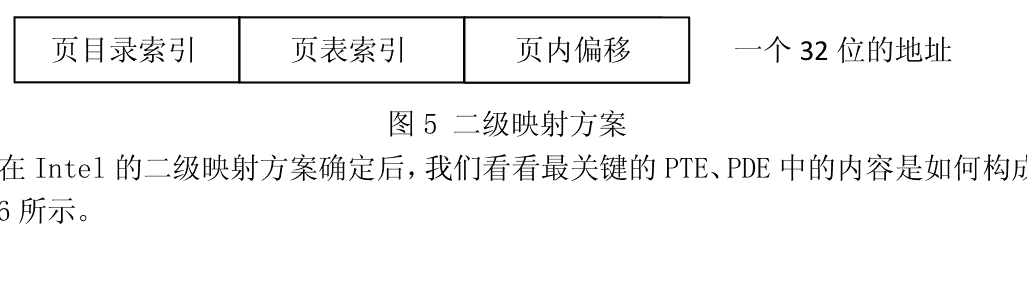 页目录索引 页表索引 页内偏移 一个 32 位的地址
图 5 二级映射方案
在 Intel 的二级映射方案确定后，我们看看最关键的 PTE、PDE 中的内容是如何构成
6 所示。